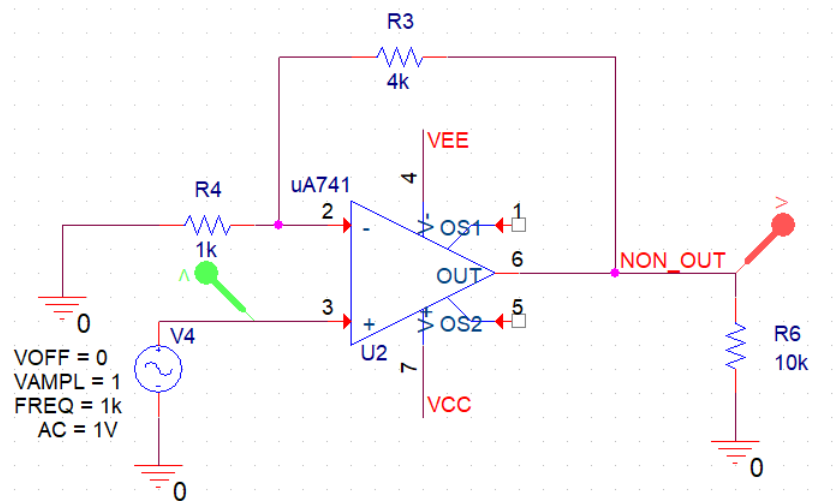 R3
4k
VEE
4
R4
uA741
1k
2
-
V-
OS1
1
OUT
6
NON_OUT
3
+
V+
OS2
5
U2
7
VCC
0
V4
VOFF = 0
VAMPL = 1
FREQ = 1k
AC = 1V
0
R6
10k
0
V
V